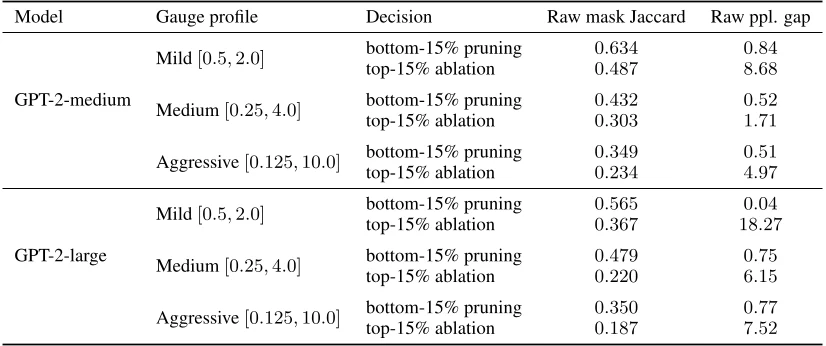 Model Gauge profile Decision Raw mask Jaccard Raw ppl. gap
Mild [0.5, 2.0] bottom-15% pruning 0.634 0.84
top-15% ablation 0.487 8.68
GPT-2-medium Medium [0.25, 4.0] bottom-15% pruning 0.432 0.52
top-15% ablation 0.303 1.71
Aggressive [0.125, 10.0] bottom-15% pruning 0.349 0.51
top-15% ablation 0.234 4.97
Mild [0.5, 2.0] bottom-15% pruning 0.565 0.04
top-15% ablation 0.367 18.27
GPT-2-large Medium [0.25, 4.0] bottom-15% pruning 0.479 0.75
top-15% ablation 0.220 6.15
Aggressive [0.125, 10.0] bottom-15% pruning 0.350 0.77
top-15% ablation 0.187 7.52